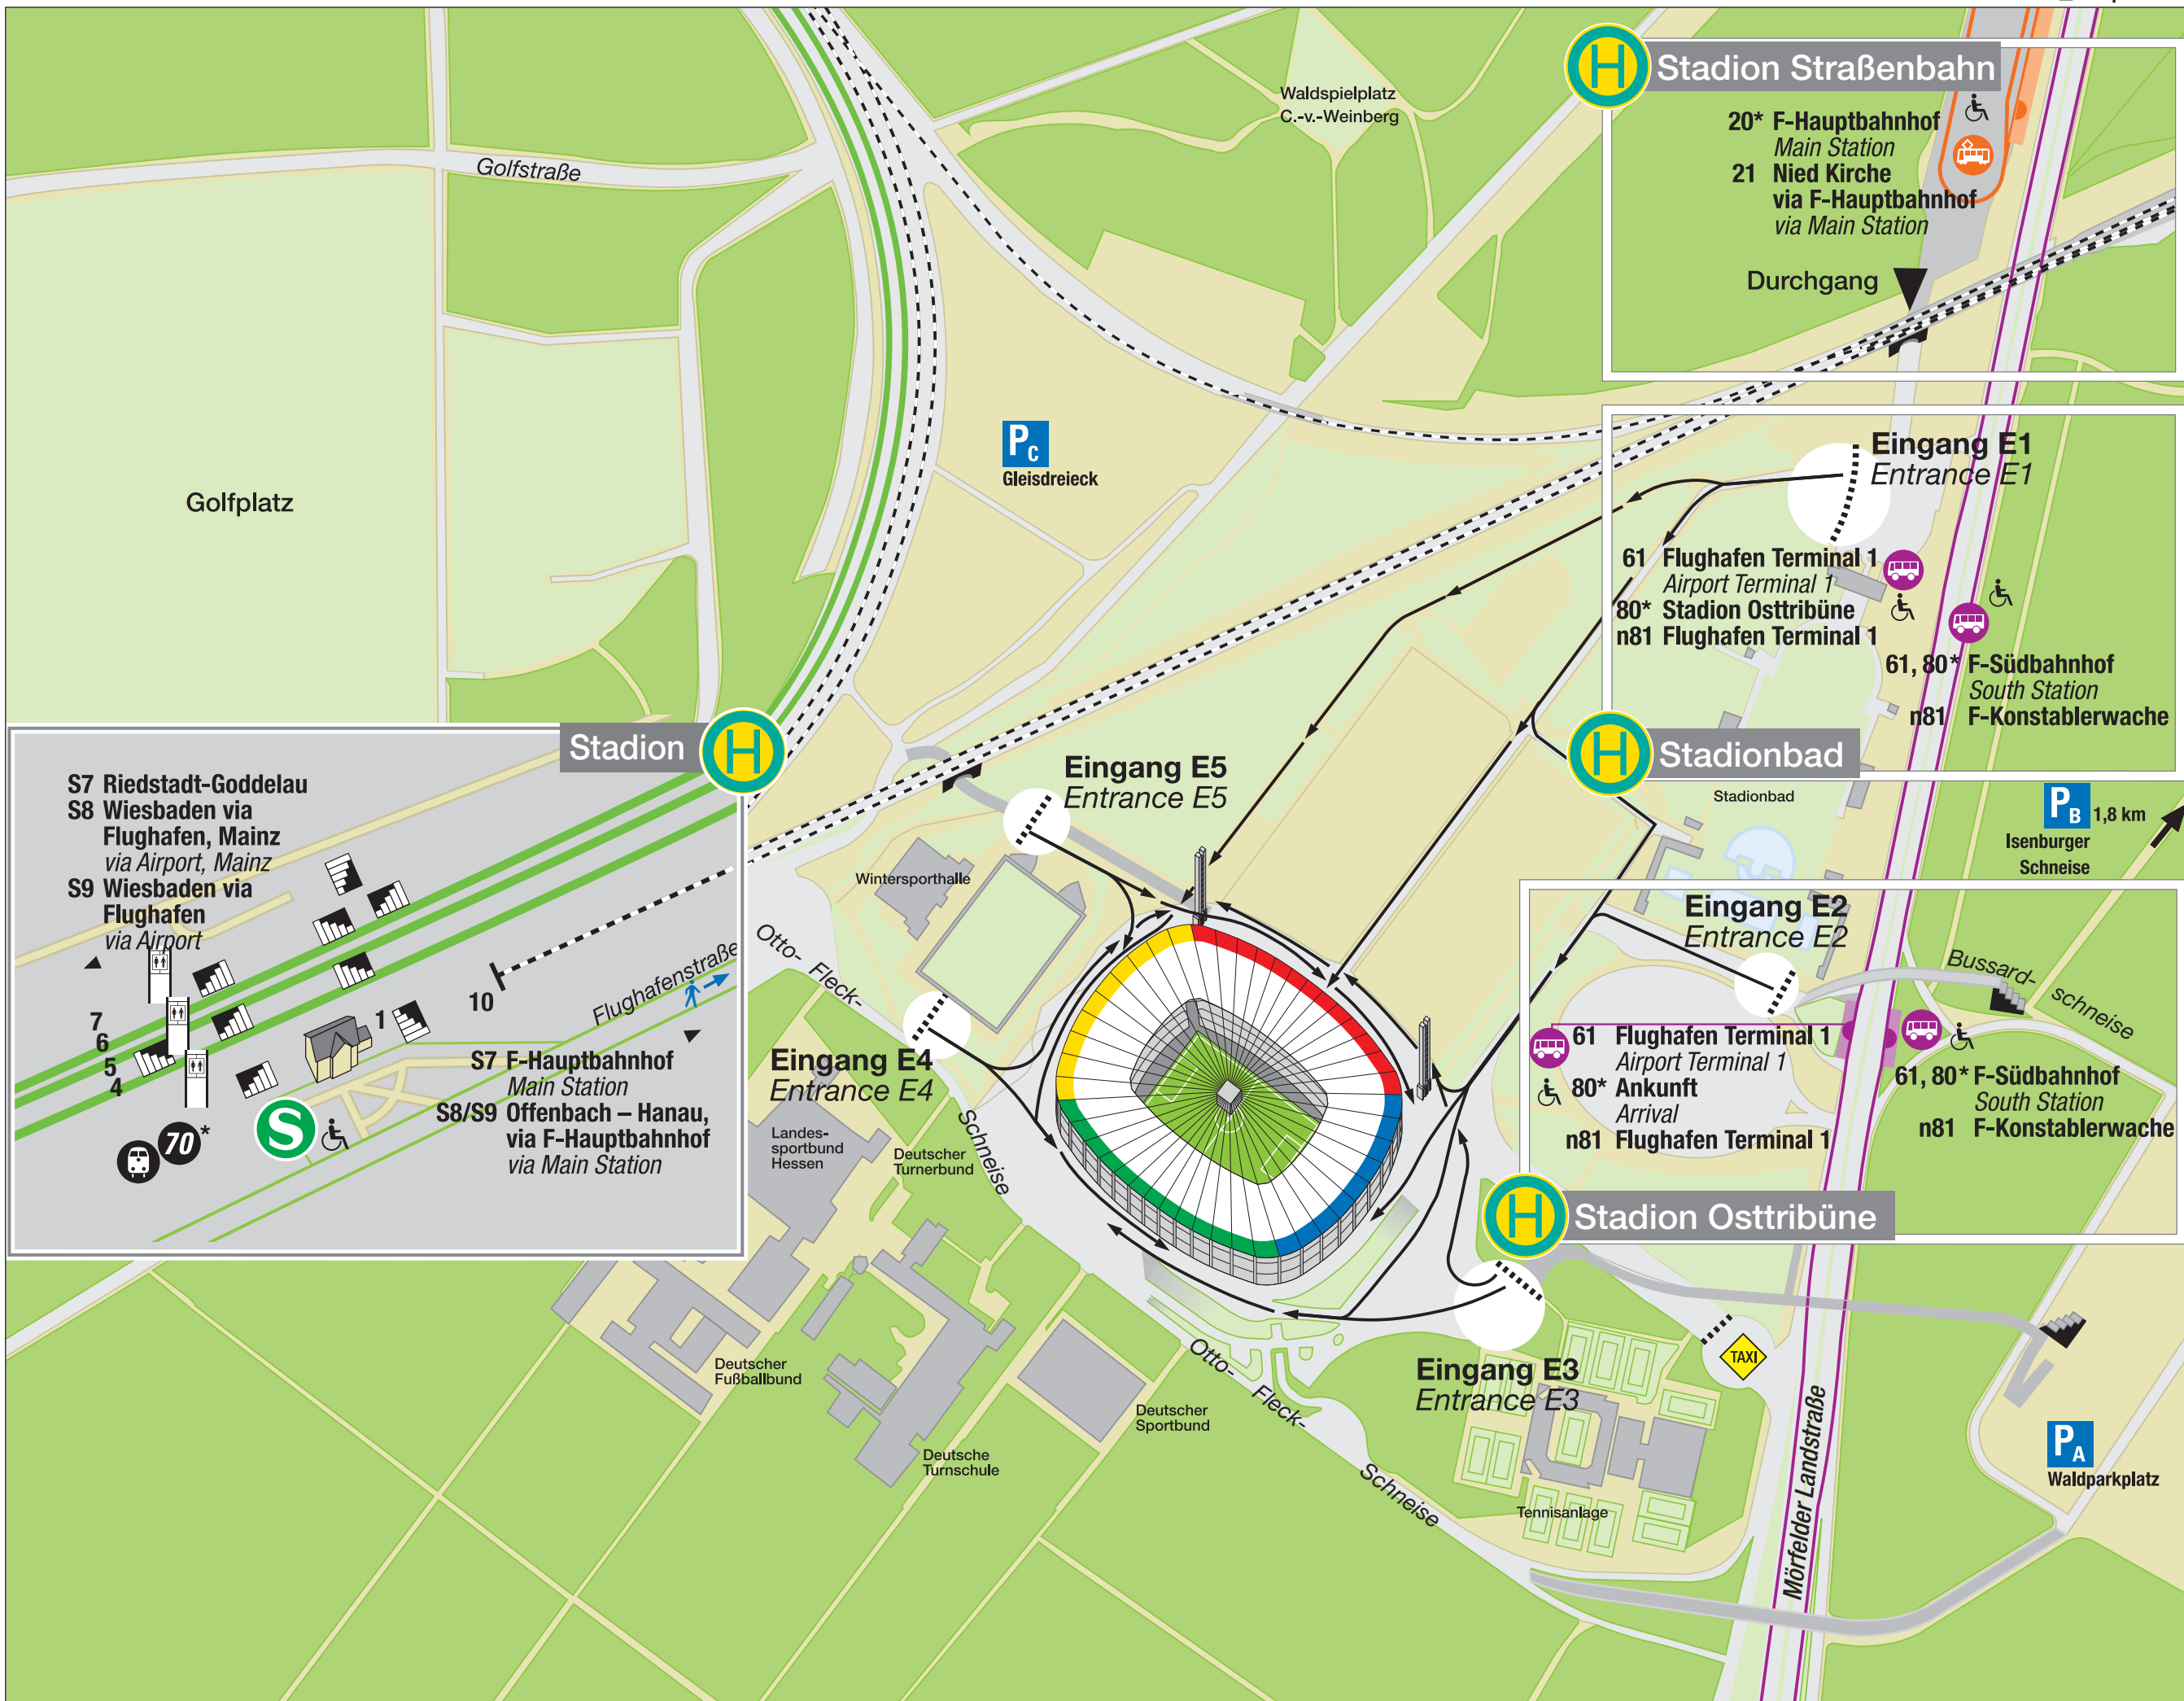 H Stadion Straßenbahn
20* F-Hauptbahnhof
Main Station
21 Nied Kirche
via F-Hauptbahnhof
via Main Station
Durchgang
Waldspielplatz
C.-v.-Weinberg
Golfstraße
Golfplatz
PC
Gleisdreieck
Eingang E1
Entrance E1
61 Flughafen Terminal 1
Airport Terminal 1
80* Stadion Osttribüne
n81 Flughafen Terminal 1
61, 80* F-Südbahnhof
South Station
n81 F-Konstablerwache
H Stadionbad
Stadionbad
PB 1,8 km
Isenburger
Schneise
Stadion H
S7 Riedstadt-Goddelau
S8 Wiesbaden via
Flughafen, Mainz
via Airport, Mainz
S9 Wiesbaden via
Flughafen
via Airport
7
6
5
4
1
10
Flughafenstraße
S7 F-Hauptbahnhof
Main Station
S8/S9 Offenbach – Hanau,
via F-Hauptbahnhof
via Main Station
S
70*
Eingang E5
Entrance E5
Wintersporthalle
Otto- Fleck-
Schneise
Eingang E4
Entrance E4
Landes-
sportbund
Hessen
Deutscher
Turnerbund
Eingang E2
Entrance E2
Bussard-
schneise
61 Flughafen Terminal 1
Airport Terminal 1
80* Ankunft
Arrival
n81 Flughafen Terminal 1
61, 80* F-Südbahnhof
South Station
n81 F-Konstablerwache
H Stadion Osttribüne
Eingang E3
Entrance E3
TAXI
Deutscher
Fußballbund
Deutscher
Sportbund
Deutsche
Turnschule
Otto- Fleck-
Schneise
Tennisanlage
Mörfelder Landstraße
PA
Waldparkplatz